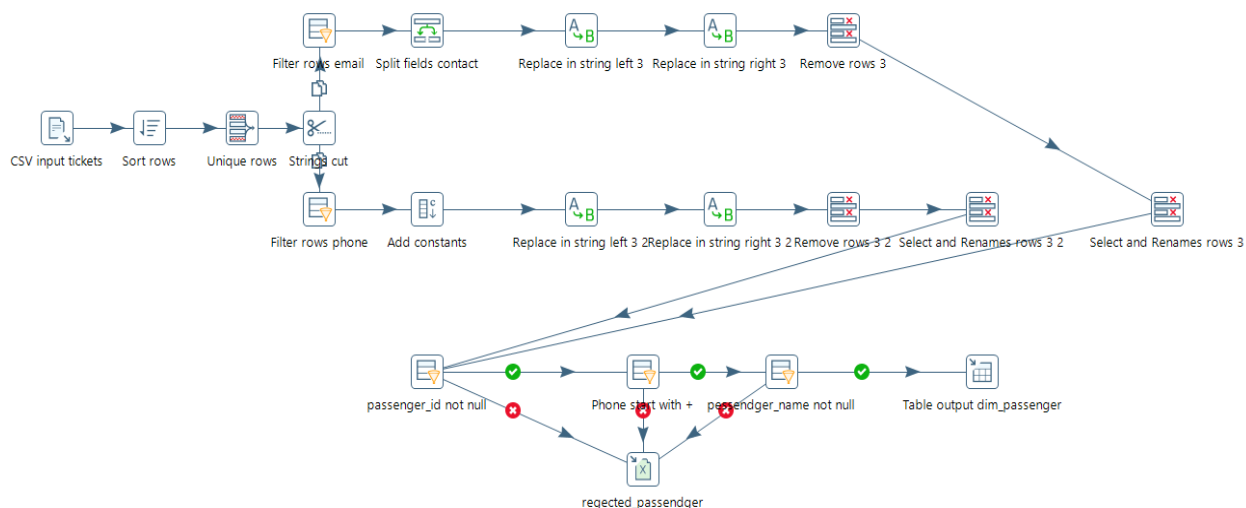 Filter rows email
Split fields contact
Replace in string left 3
Replace in string right 3
Remove rows 3
CSV input tickets
Sort rows
Unique rows
Strings cut
Filter rows phone
Add constants
Replace in string left 3 2
Replace in string right 3 2
Remove rows 3 2
Select and Renames rows 3 2
Select and Renames rows 3
passenger_id not null
Phone start with +
pessendger_name not null
Table output dim_passenger
regected_passendger